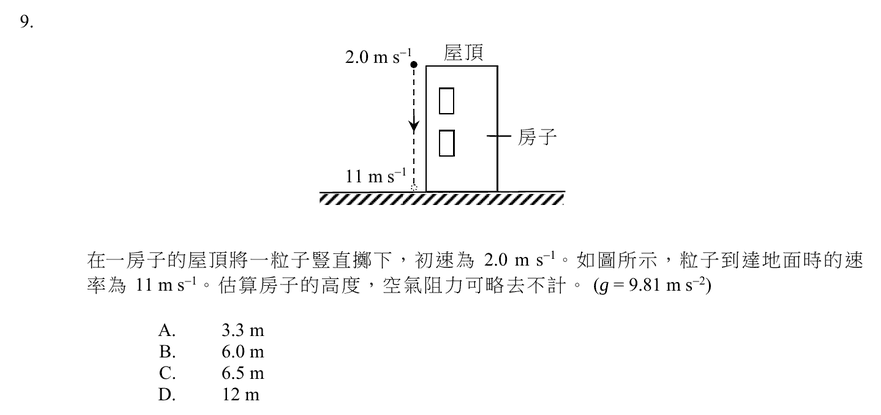 9.
2.0 m s⁻¹
屋頂
房子
11 m s⁻¹
在一房子的屋頂將一粒子豎直擲下，初速為 2.0 m s⁻¹。如圖所示，粒子到達地面時的速
率為 11 m s⁻¹。估算房子的高度，空氣阻力可略去不計。 (g = 9.81 m s⁻²)
A. 3.3 m
B. 6.0 m
C. 6.5 m
D. 12 m